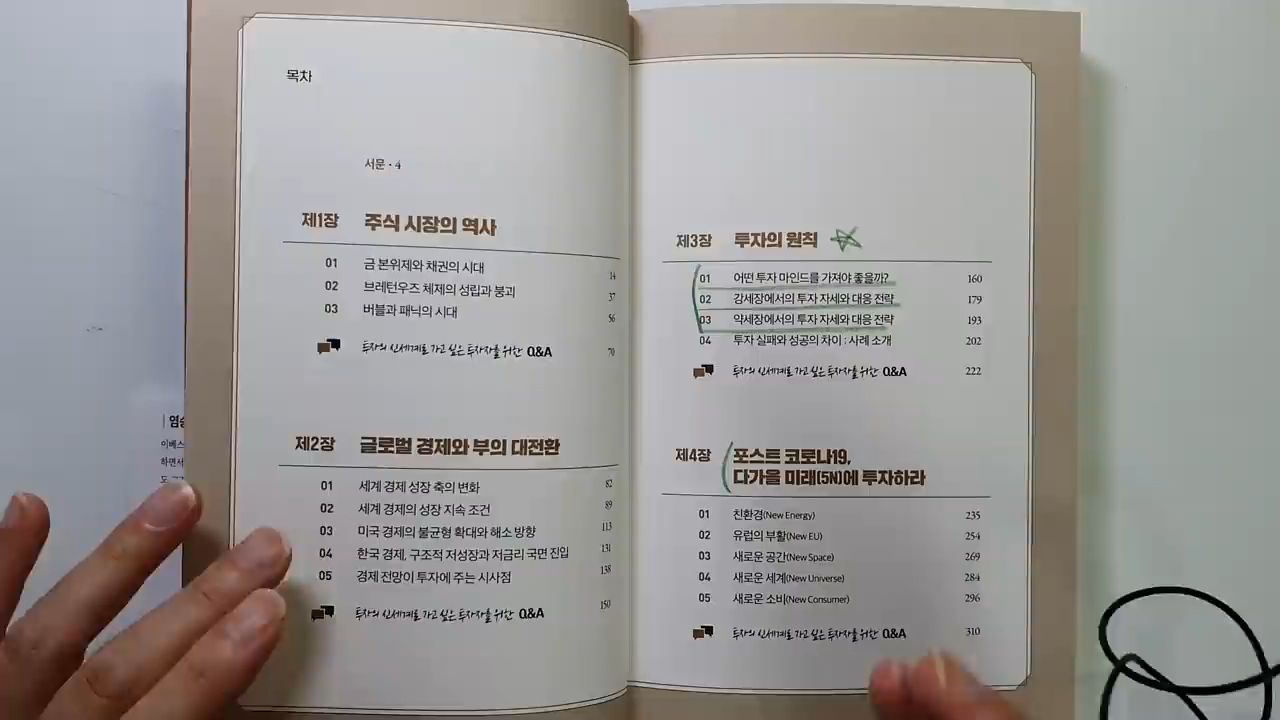 목차
서문 · 4
제1장 주식 시장의 역사
01 금 본위제와 채권의 시대 14
02 브레턴우즈 체제의 성립과 붕괴 37
03 버블과 패닉의 시대 56
투자의 신세계로 가고 싶은 투자자를 위한 Q&A 70
제2장 글로벌 경제와 부의 대전환
01 세계 경제 성장 축의 변화 82
02 세계 경제의 성장 지속 조건 89
03 미국 경제의 불균형 확대와 해소 방향 113
04 한국 경제, 구조적 저성장과 저금리 국면 진입 131
05 경제 전망이 투자에 주는 시사점 138
투자의 신세계로 가고 싶은 투자자를 위한 Q&A 150
제3장 투자의 원칙
01 어떤 투자 마인드를 가져야 좋을까? 160
02 강세장에서의 투자 자세와 대응 전략 179
03 약세장에서의 투자 자세와 대응 전략 193
04 투자 실패와 성공의 차이 : 사례 소개 202
투자의 신세계로 가고 싶은 투자자를 위한 Q&A 222
제4장 포스트 코로나19,
다가올 미래(5N)에 투자하라
01 친환경(New Energy) 235
02 유럽의 부활(New EU) 254
03 새로운 공간(New Space) 269
04 새로운 세계(New Universe) 284
05 새로운 소비(New Consumer) 296
투자의 신세계로 가고 싶은 투자자를 위한 Q&A 310
이베스
하면서